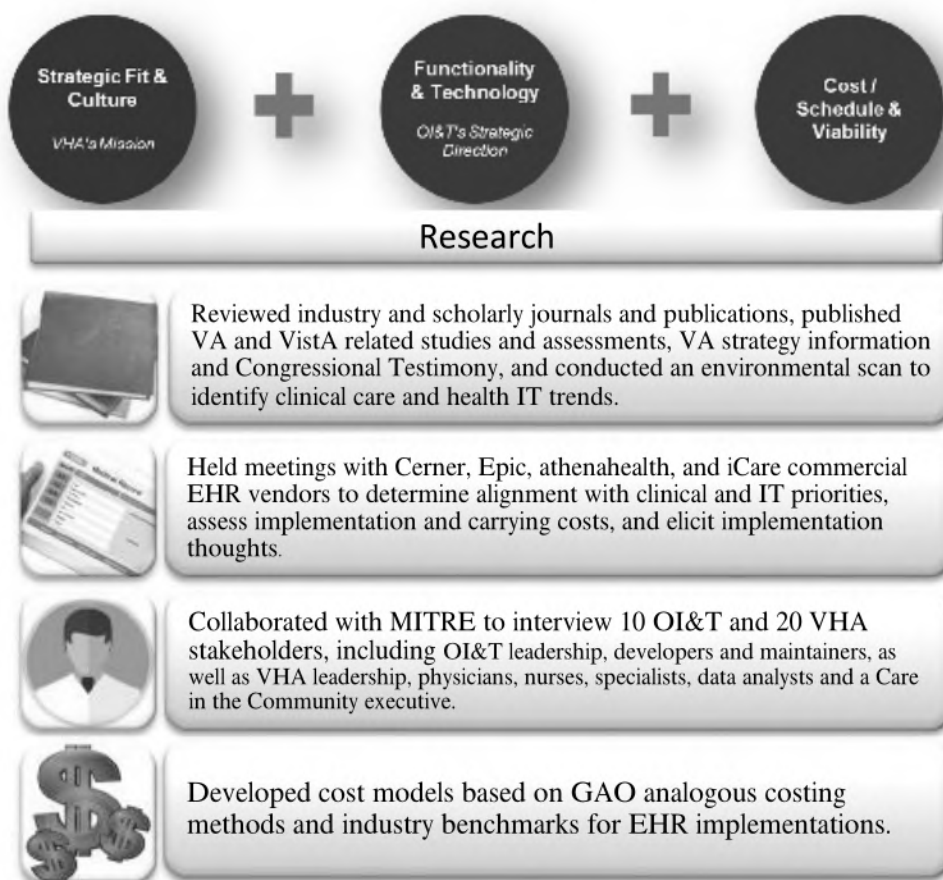 Strategic Fit &
Culture
VHA's Mission
Functionality
& Technology
OI&T's Strategic
Direction
Cost /
Schedule &
Viability
Research
Reviewed industry and scholarly journals and publications, published
VA and VistA related studies and assessments, VA strategy information
and Congressional Testimony, and conducted an environmental scan to
identify clinical care and health IT trends.
Held meetings with Cerner, Epic, athenahealth, and iCare commercial
EHR vendors to determine alignment with clinical and IT priorities,
assess implementation and carrying costs, and elicit implementation
thoughts.
Collaborated with MITRE to interview 10 OI&T and 20 VHA
stakeholders, including OI&T leadership, developers and maintainers, as
well as VHA leadership, physicians, nurses, specialists, data analysts and a Care
in the Community executive.
Developed cost models based on GAO analogous costing
methods and industry benchmarks for EHR implementations.